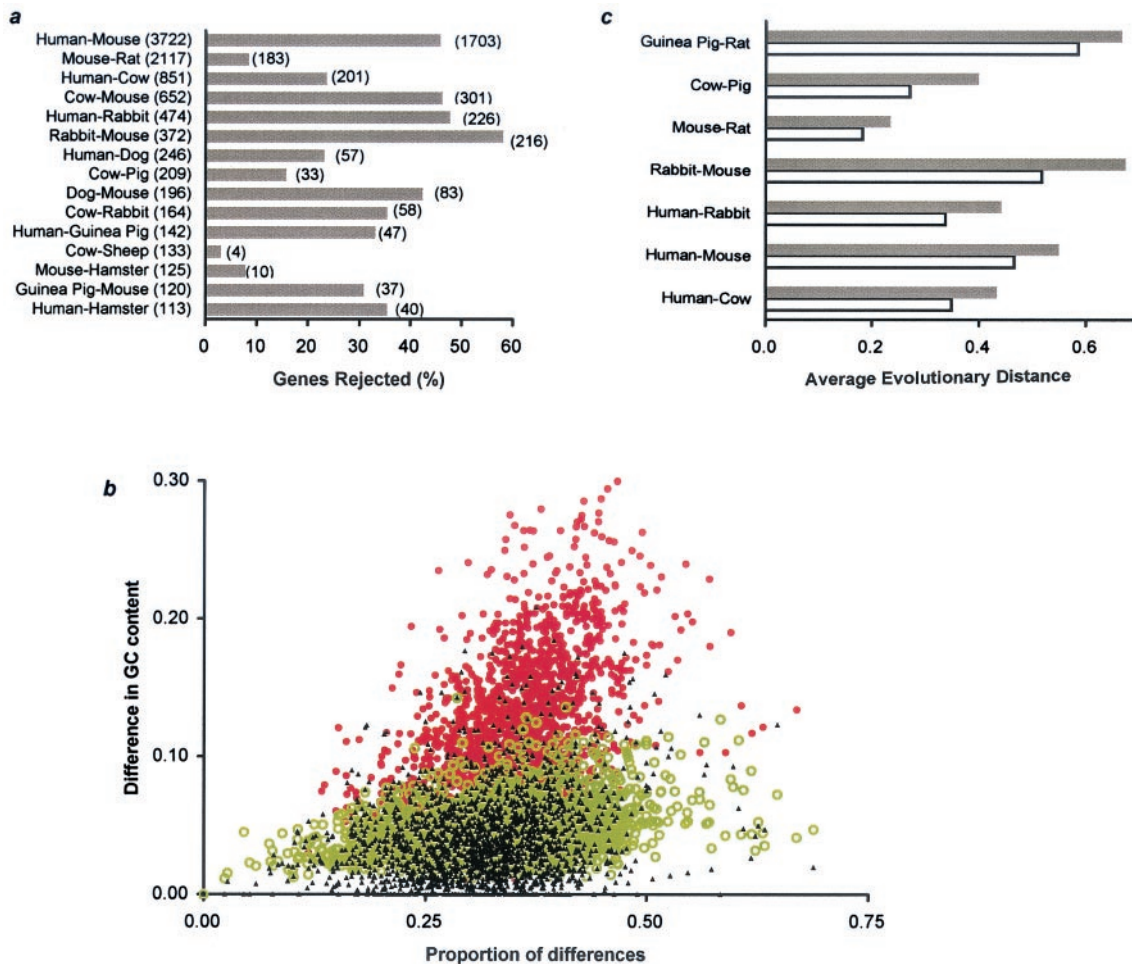 a
Human-Mouse (3722) (1703)
Mouse-Rat (2117) (183)
Human-Cow (851) (201)
Cow-Mouse (652) (301)
Human-Rabbit (474) (226)
Rabbit-Mouse (372) (216)
Human-Dog (246) (57)
Cow-Pig (209) (33)
Dog-Mouse (196) (83)
Cow-Rabbit (164) (58)
Human-Guinea Pig (142) (47)
Cow-Sheep (133) (4)
Mouse-Hamster (125) (10)
Guinea Pig-Mouse (120) (37)
Human-Hamster (113) (40)
0 10 20 30 40 50 60
Genes Rejected (%)
c
Guinea Pig-Rat
Cow-Pig
Mouse-Rat
Rabbit-Mouse
Human-Rabbit
Human-Mouse
Human-Cow
0.0 0.2 0.4 0.6
Average Evolutionary Distance
b
0.30
0.20
0.10
0.00
Difference in GC content
0.00 0.25 0.50 0.75
Proportion of differences